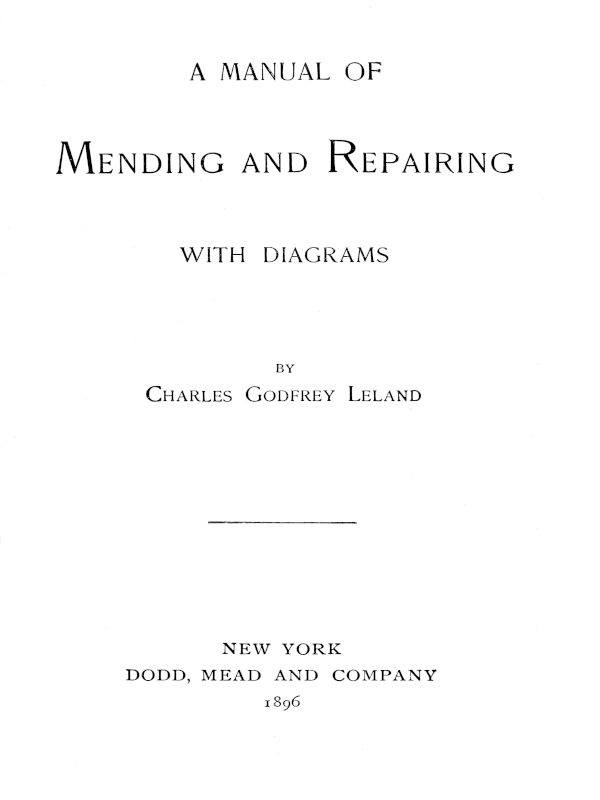 A MANUAL OF
MENDING AND REPAIRING
WITH DIAGRAMS
BY
CHARLES GODFREY LELAND
NEW YORK
DODD, MEAD AND COMPANY
1896